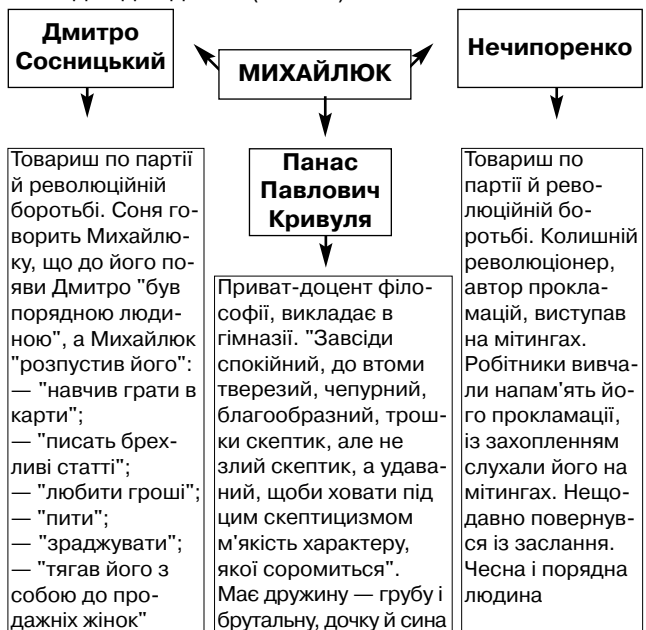 Дмитро
Сосницький
МИХАЙЛЮК
Нечипоренко
Товариш по партії
й революційній
боротьбі. Соня го-
ворить Михайлю-
ку, що до його по-
яви Дмитро "був
порядною люди-
ною", а Михайлюк
"розпустив його":
— "навчив грати в
карти";
— "писать брех-
ливі статті";
— "любити гроші";
— "пити";
— "зраджувати";
— "тягав його з
собою до про-
дажніх жінок"
Панас
Павлович
Кривуля
Приват-доцент філо-
софії, викладає в
гімназії. "Завсіди
спокійний, до втоми
тверезий, чепурний,
благообразний, трош-
ки скептик, але не
злий скептик, а удава-
ний, щоби ховати під
цим скептицизмом
м'якість характеру,
якої соромиться".
Має дружину — грубу і
брутальну, дочку й сина
Товариш по
партії й рево-
люційній бо-
ротьбі. Колишній
революціонер,
автор прокла-
мацій, виступав
на мітингах.
Робітники вивча-
ли напам'ять йо-
го прокламації,
із захопленням
слухали його на
мітингах. Нещо-
давно повернув-
ся із заслання.
Чесна і порядна
людина